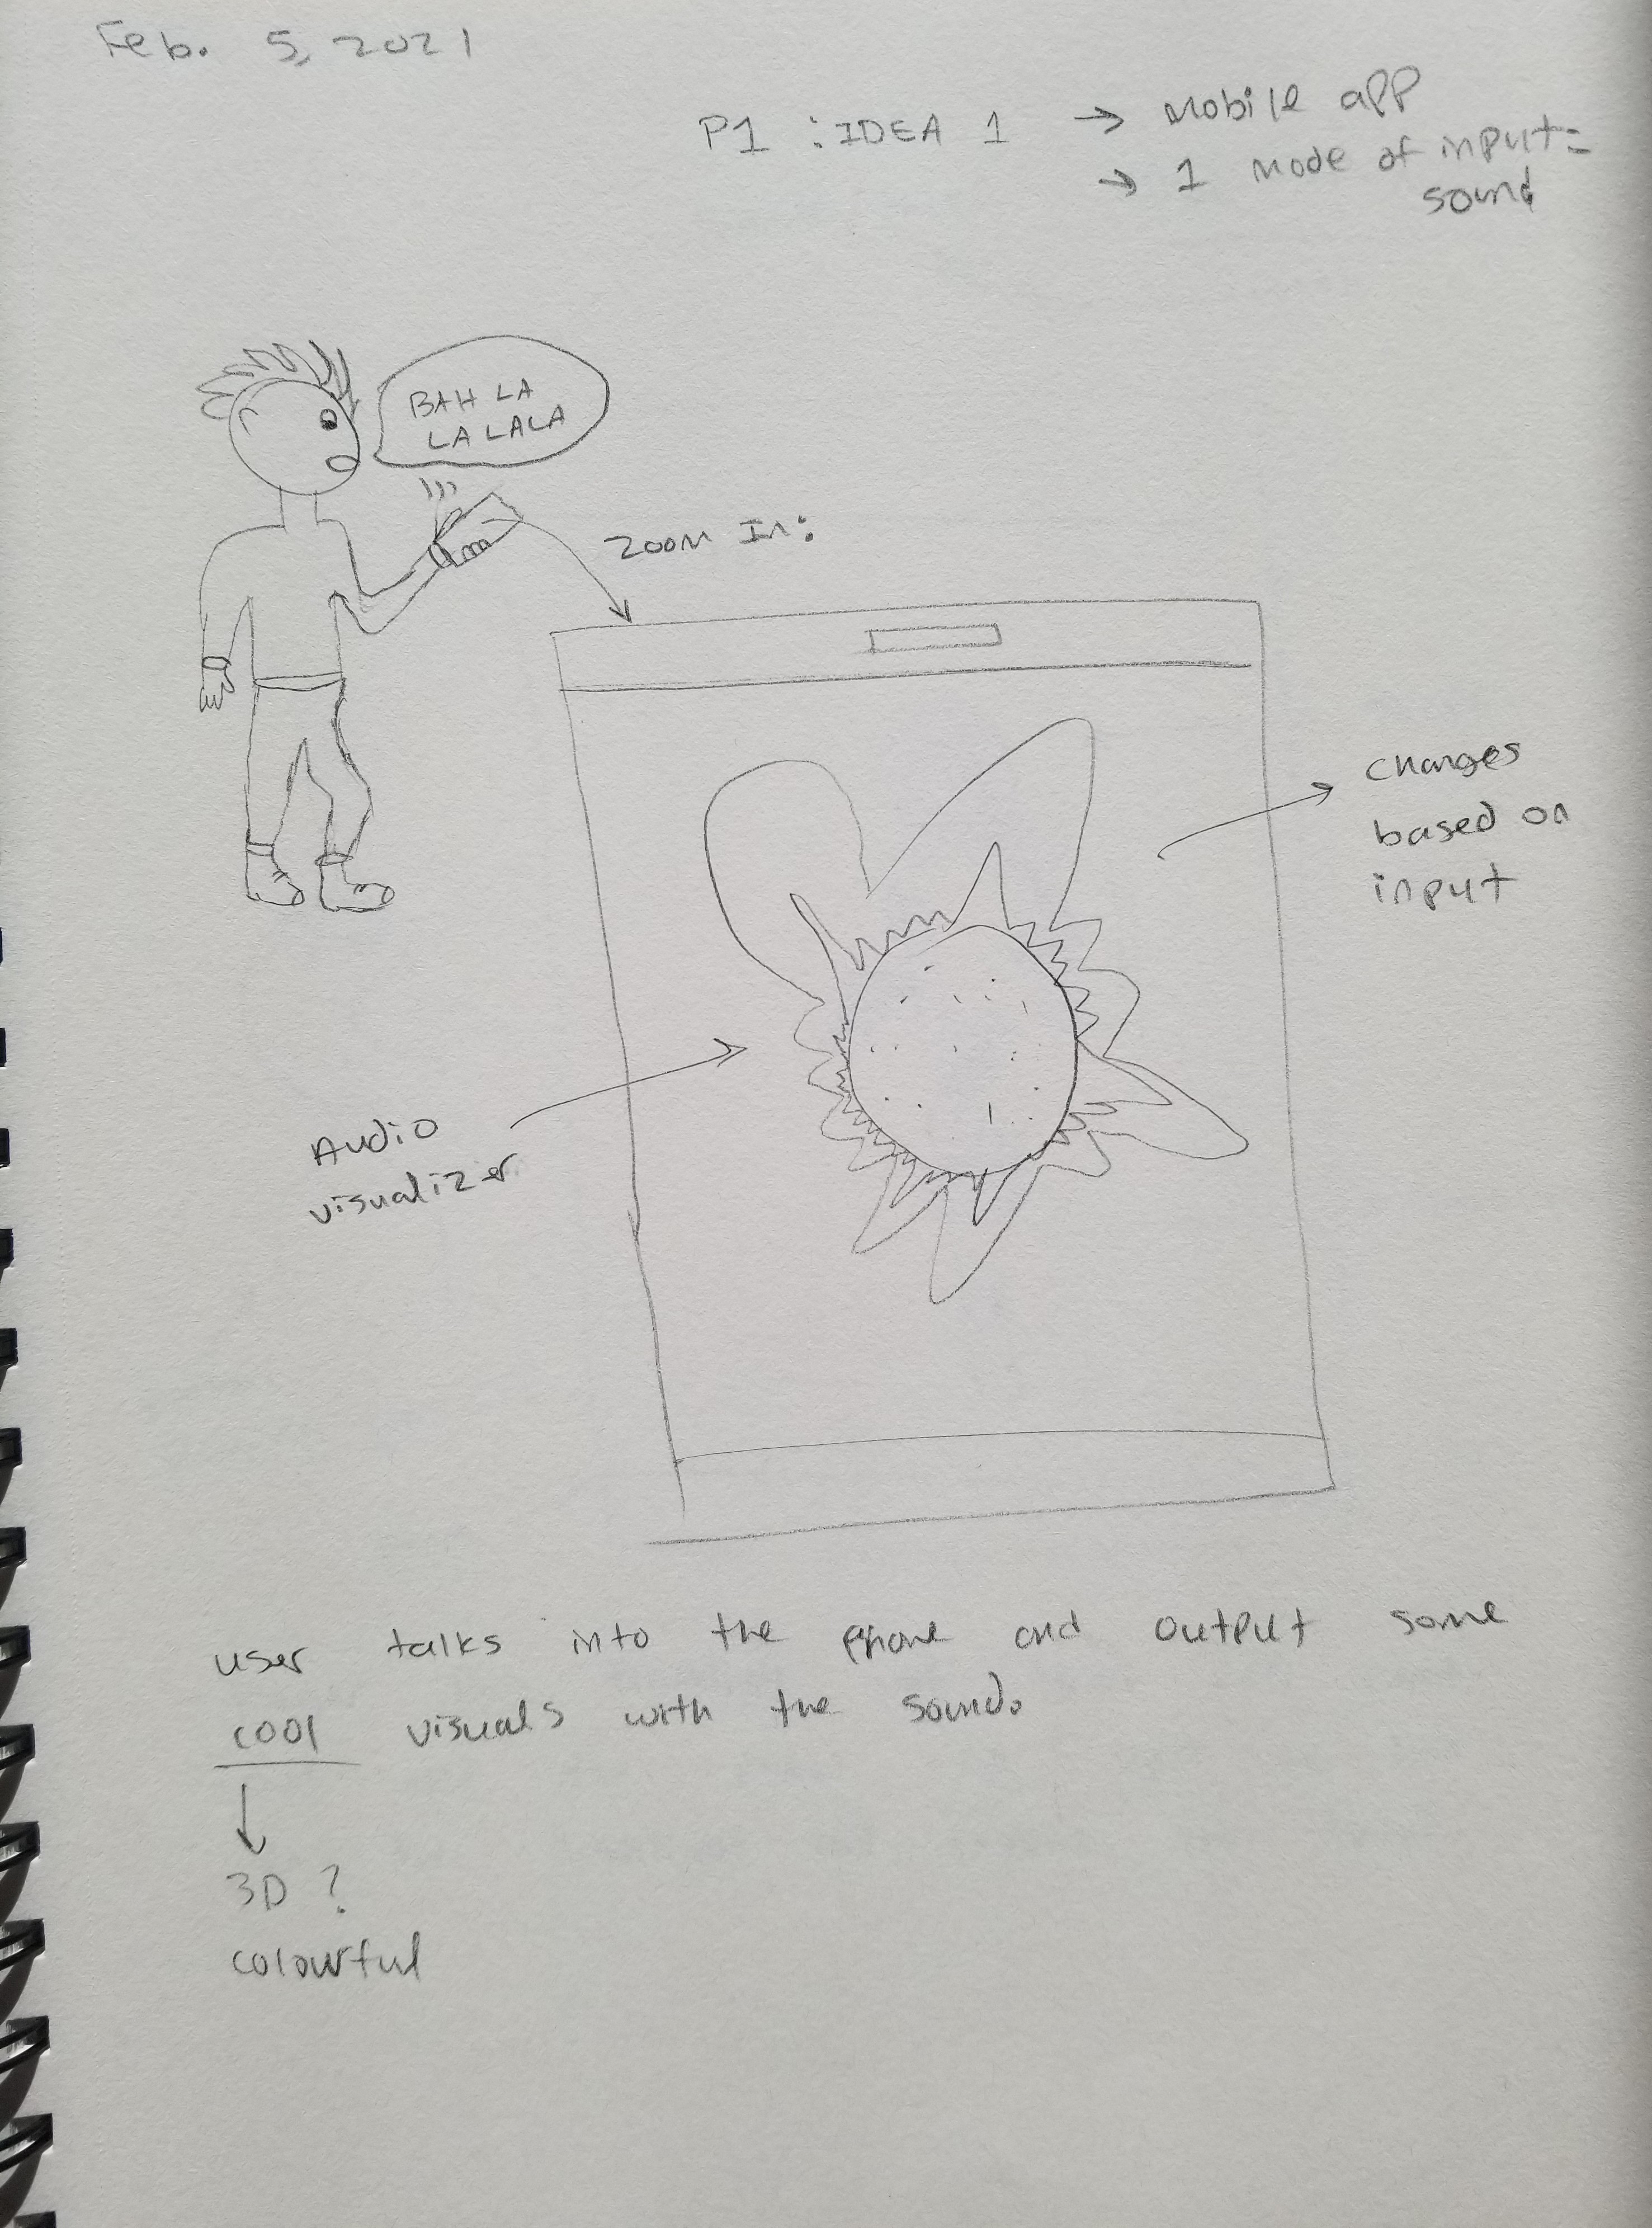 Feb. 5, 2021
P1 : IDEA 1 → Mobile app
→ 1 Mode of input =
sound
BAH LA
LA LALA
Zoom In:
Changes
based on
input
Audio
visualizer
user talks into the phone and output some
cool visuals with the sound.
3D ?
colourful